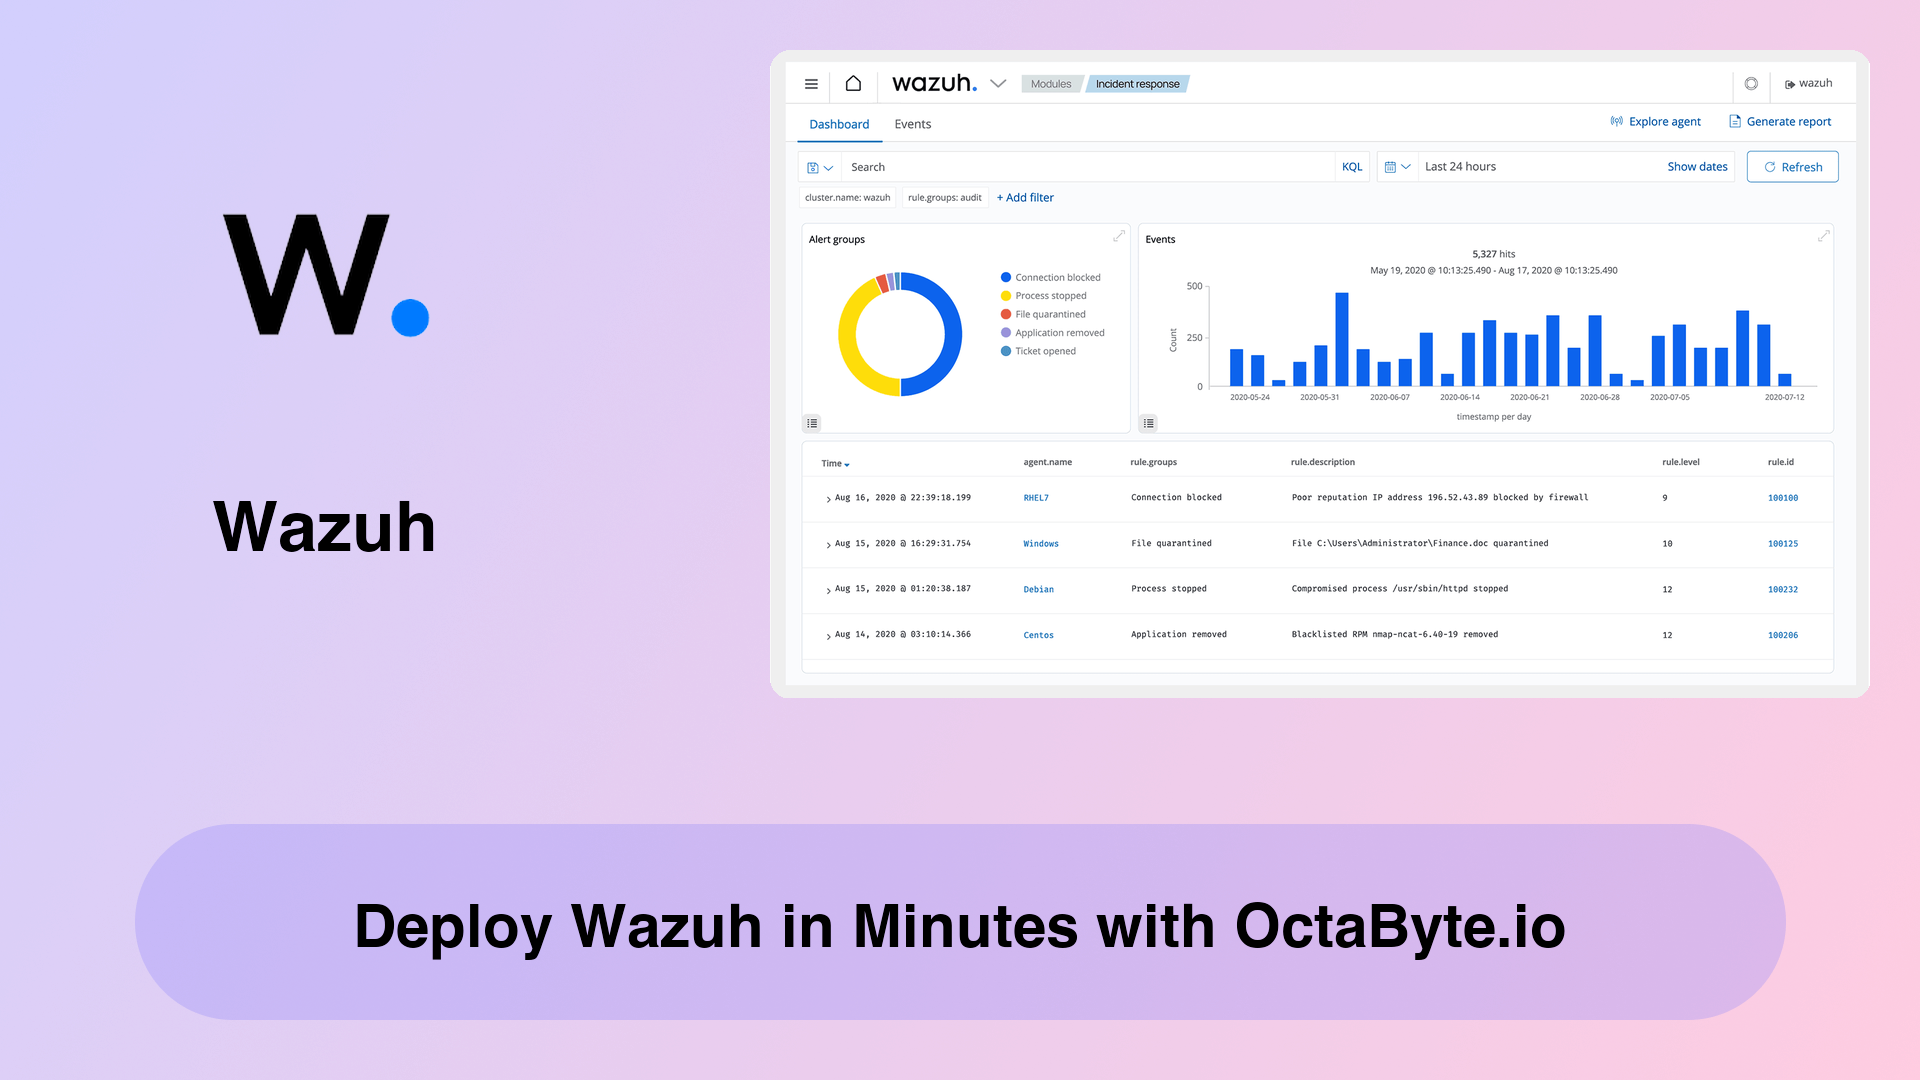 W.
Wazuh
wazuh.
Modules
Incident response
wazuh
Dashboard
Events
Explore agent
Generate report
Search
KQL
Last 24 hours
Show dates
Refresh
cluster.name: wazuh
rule.groups: audit
+ Add filter
Alert groups
Connection blocked
Process stopped
File quarantined
Application removed
Ticket opened
Events
5,327 hits
May 19, 2020 @ 10:13:25.490 - Aug 17, 2020 @ 10:13:25.490
Count
500
250
0
2020-05-24 2020-05-31 2020-06-07 2020-06-14 2020-06-21 2020-06-28 2020-07-05 2020-07-12
timestamp per day
Time agent.name rule.groups rule.description rule.level rule.id
Aug 16, 2020 @ 22:39:18.199 RHEL7 Connection blocked Poor reputation IP address 196.52.43.89 blocked by firewall 9 100100
Aug 15, 2020 @ 16:29:31.754 Windows File quarantined File C:\Users\Administrator\Finance.doc quarantined 10 100125
Aug 15, 2020 @ 01:20:38.187 Debian Process stopped Compromised process /usr/sbin/httpd stopped 12 100232
Aug 14, 2020 @ 03:10:14.366 Centos Application removed Blacklisted RPM nmap-ncat-6.40-19 removed 12 100206
Deploy Wazuh in Minutes with OctaByte.io